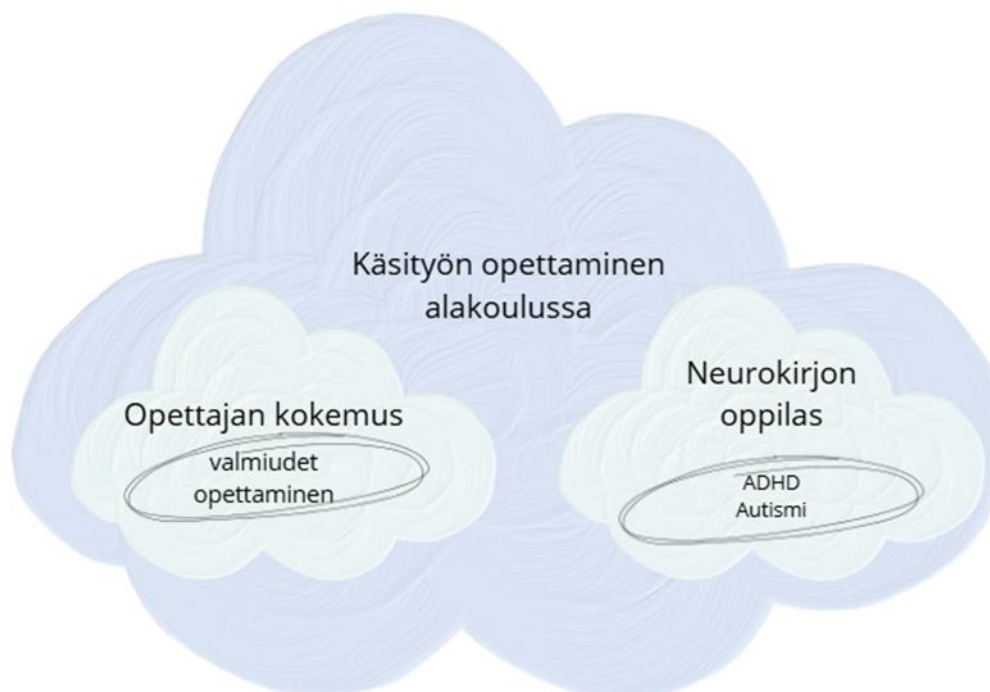 Käsityön opettaminen
alakoulussa
Opettajan kokemus
valmiudet
opettaminen
Neurokirjon
oppilas
ADHD
Autismi